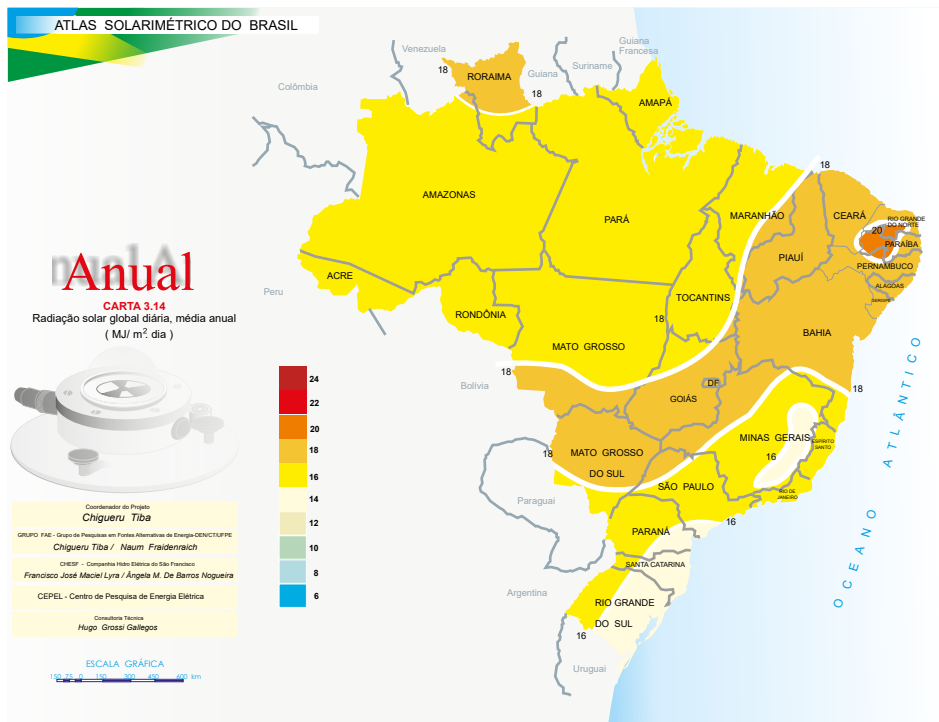 ATLAS SOLARIMÉTRICO DO BRASIL
Venezuela
Guiana
Francesa
Suriname
Guiana
Colômbia
18
RORAIMA
18
AMAPÁ
AMAZONAS
PARÁ
MARANHÃO
18
CEARÁ
RIO GRANDE
DO NORTE
20
PARAÍBA
PIAUÍ
PERNAMBUCO
ALAGOAS
SERGIPE
ACRE
Peru
RONDÔNIA
TOCANTINS
18
BAHIA
MATO GROSSO
18
Bolívia
DF
GOIÁS
18
MINAS GERAIS
ESPÍRITO
SANTO
16
18
MATO GROSSO
DO SUL
SÃO PAULO
RIO DE
JANEIRO
Paraguai
16
PARANÁ
SANTA CATARINA
Argentina
RIO GRANDE
DO SUL
16
Uruguai
OCEANO ATLÂNTICO
Anual
CARTA 3.14
Radiação solar global diária, média anual
( MJ/ m². dia )
24
22
20
18
16
14
12
10
8
6
Coordenador do Projeto
Chigueru Tiba
GRUPO FAE - Grupo de Pesquisas em Fontes Alternativas de Energia-DEN/CT/UFPE
Chigueru Tiba / Naum Fraidenraich
CHESF - Companhia Hidro Elétrica do São Francisco
Francisco José Maciel Lyra / Ângela M. De Barros Nogueira
CEPEL - Centro de Pesquisa de Energia Elétrica
Consultoria Técnica
Hugo Grossi Gallegos
ESCALA GRÁFICA
150 75 0 150 300 450 600 km